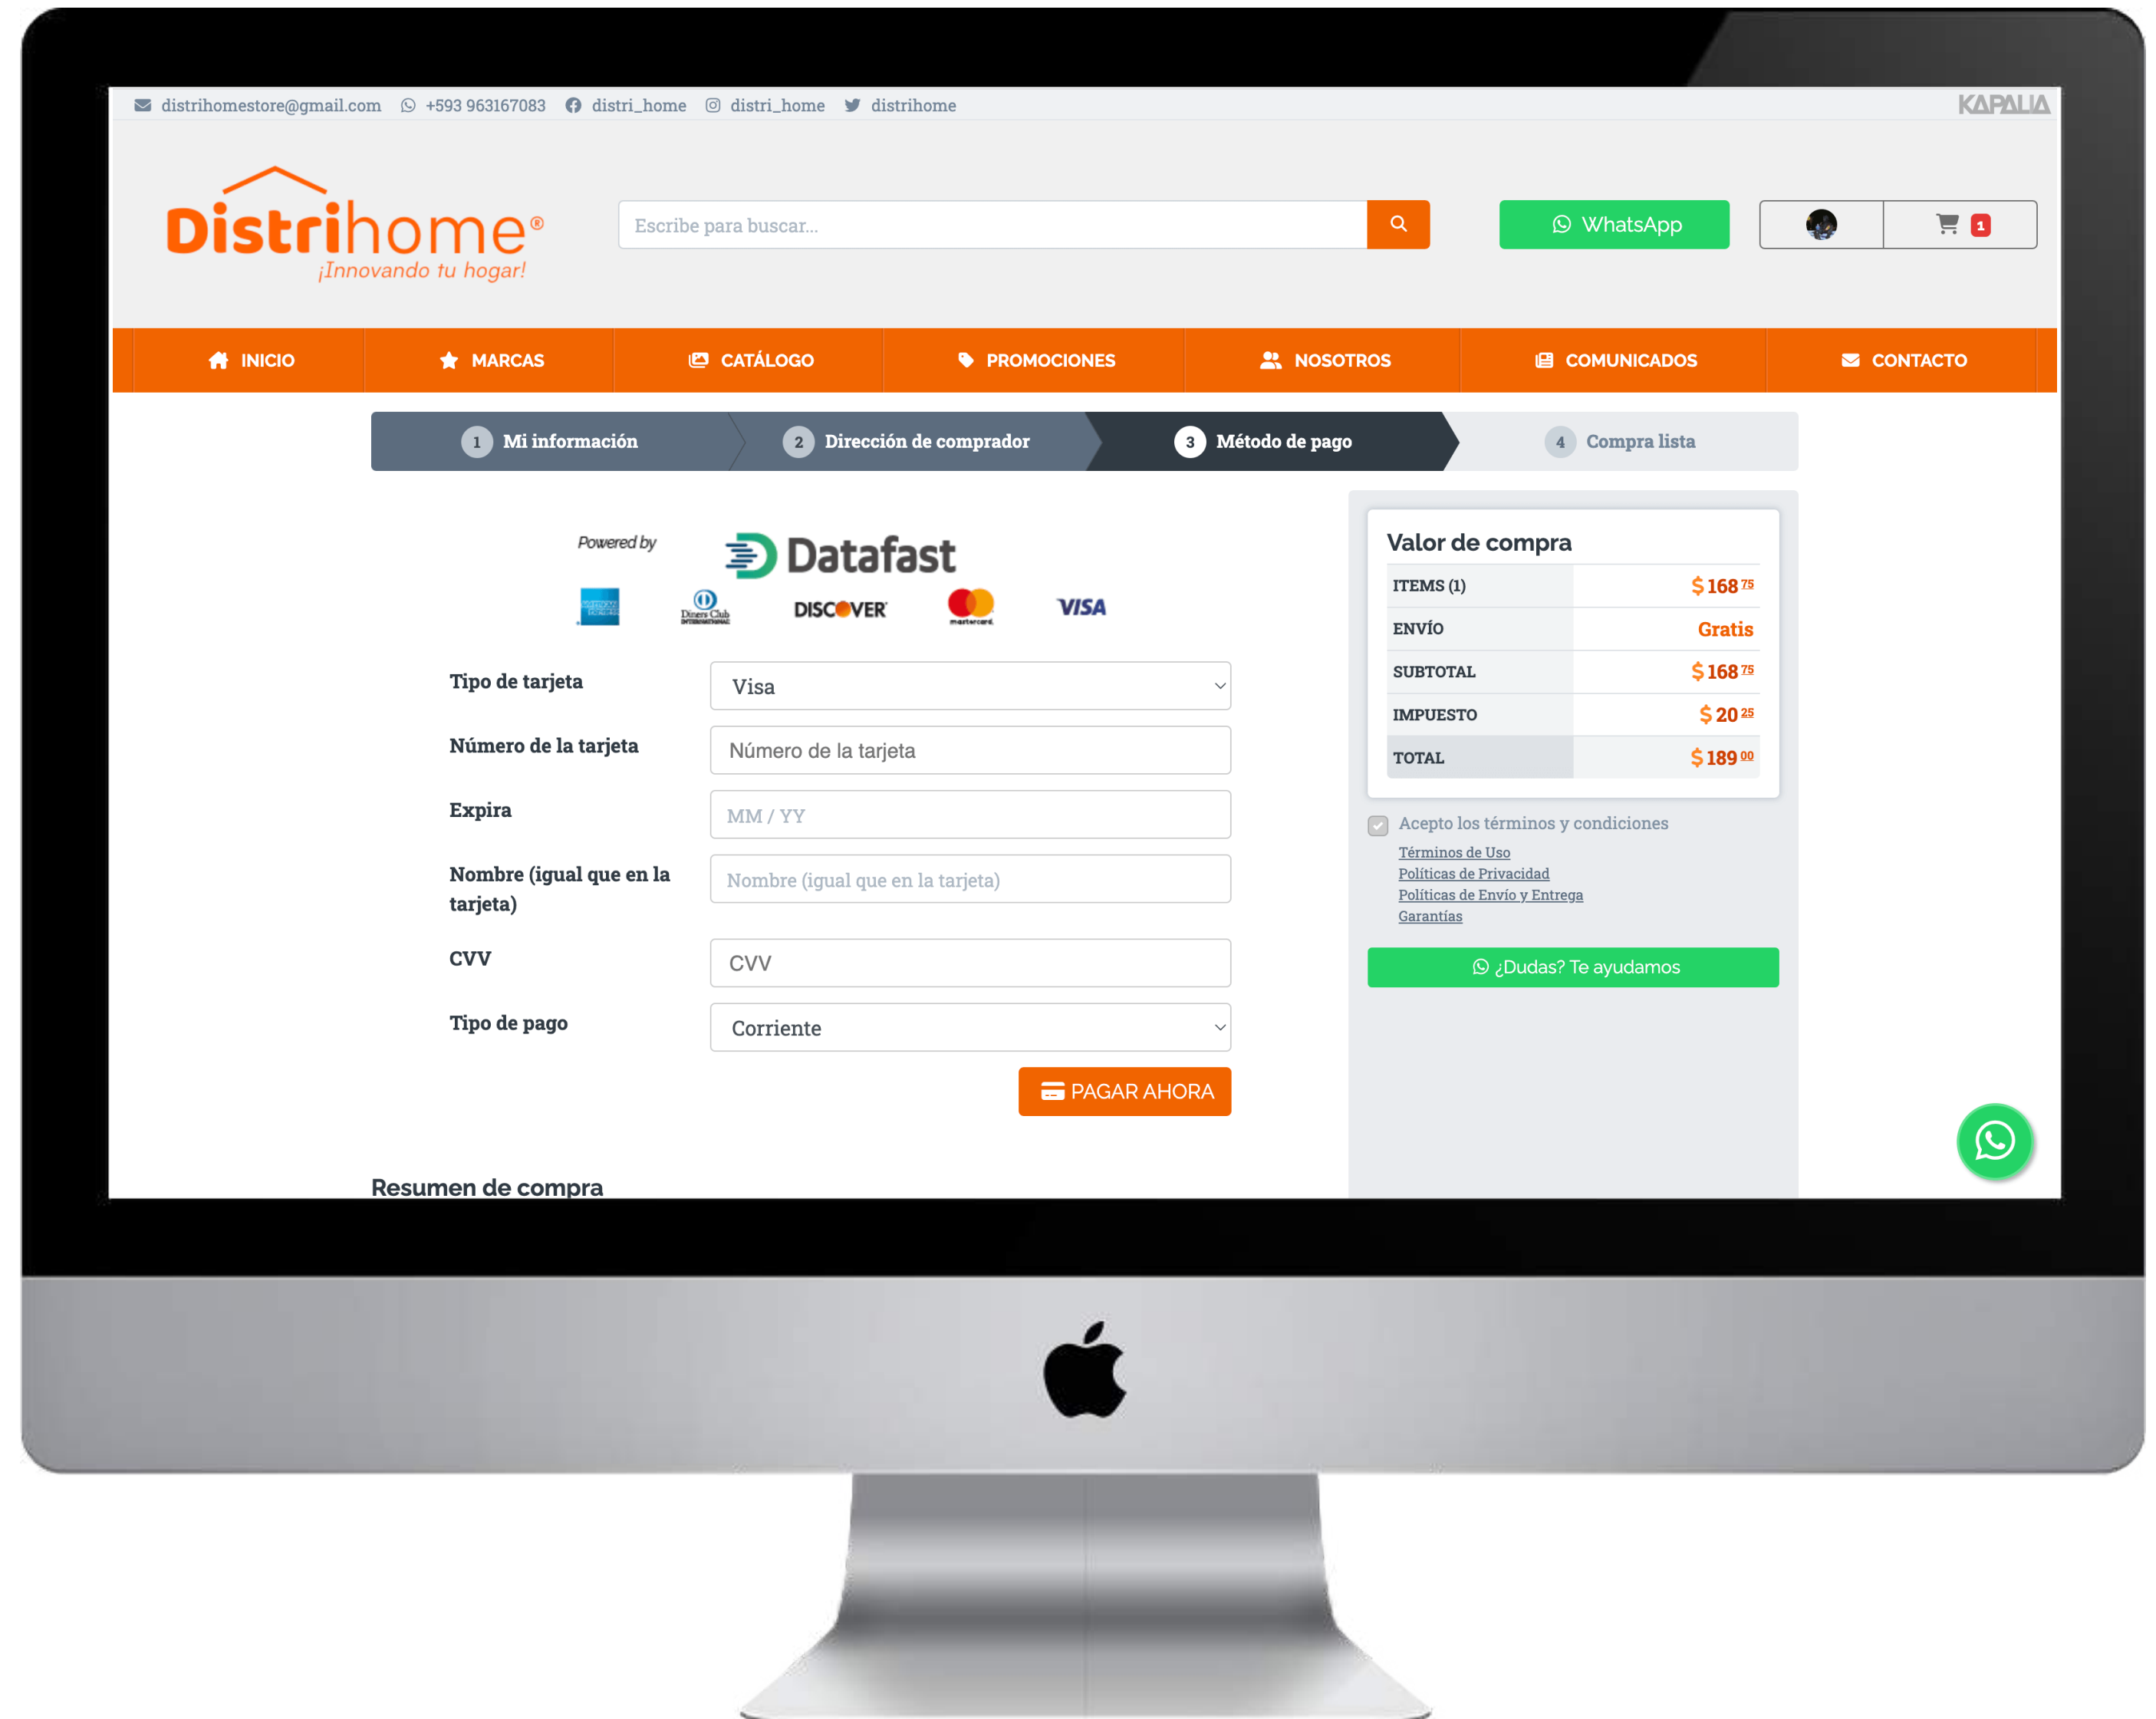 distrihomestore@gmail.com +593 963167083 distri_home distri_home distrihome KAPALIA
Distrihome®
¡Innovando tu hogar!
Escribe para buscar...
WhatsApp
1
INICIO MARCAS CATÁLOGO PROMOCIONES NOSOTROS COMUNICADOS CONTACTO
1 Mi información 2 Dirección de comprador 3 Método de pago 4 Compra lista
Powered by Datafast
AMERICAN EXPRESS
Diners Club
INTERNATIONAL
DISCOVER
mastercard.
VISA
Tipo de tarjeta Visa
Número de la tarjeta Número de la tarjeta
Expira MM / YY
Nombre (igual que en la
tarjeta)
Nombre (igual que en la tarjeta)
CVV CVV
Tipo de pago Corriente
PAGAR AHORA
Resumen de compra
Valor de compra
ITEMS (1) $ 168 75
ENVÍO Gratis
SUBTOTAL $ 168 75
IMPUESTO $ 20 25
TOTAL $ 189 00
Acepto los términos y condiciones
Términos de Uso
Políticas de Privacidad
Políticas de Envío y Entrega
Garantías
¿Dudas? Te ayudamos